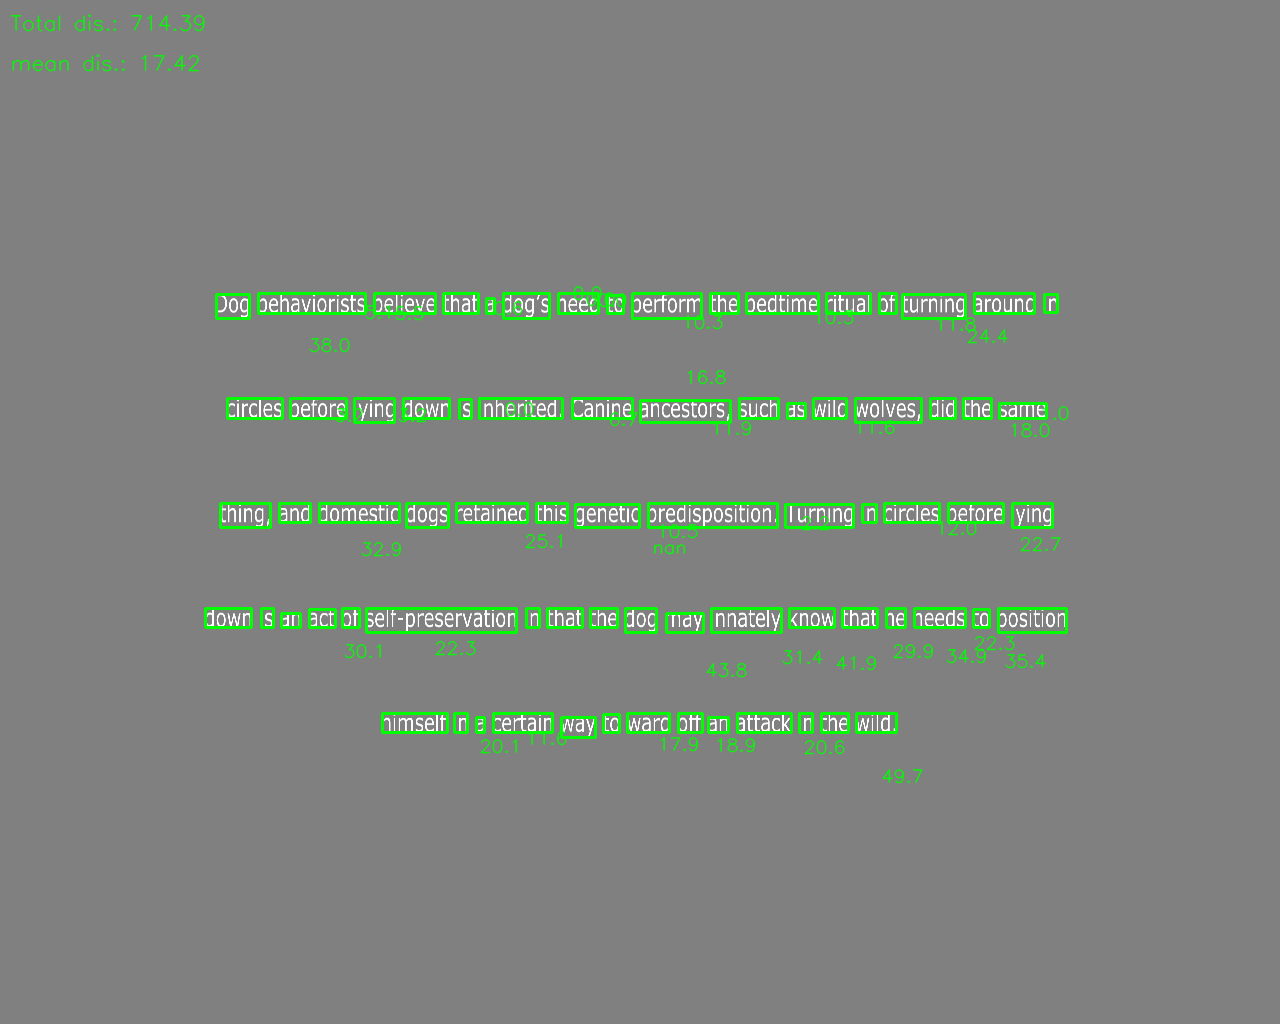 Total dis.: 714.39
mean dis.: 17.42
Dog behaviorists believe that a dog's need to perform the bedtime ritual of turning around in
38.0 16.3 11.8 24.4
16.8
circles before lying down is inherited. Canine ancestors, such as wild wolves, did the same
11.9 11.6 18.0
thing, and domestic dogs retained this genetic predisposition. Turning in circles before lying
32.9 25.1 nan 12.0 22.7
down is an act of self-preservation in that the dog may innately know that he needs to position
30.1 22.3 43.8 31.4 41.9 29.9 34.9 22.3 35.4
himself in a certain way to ward off an attack in the wild.
20.1 11.6 17.9 18.9 20.6
49.7